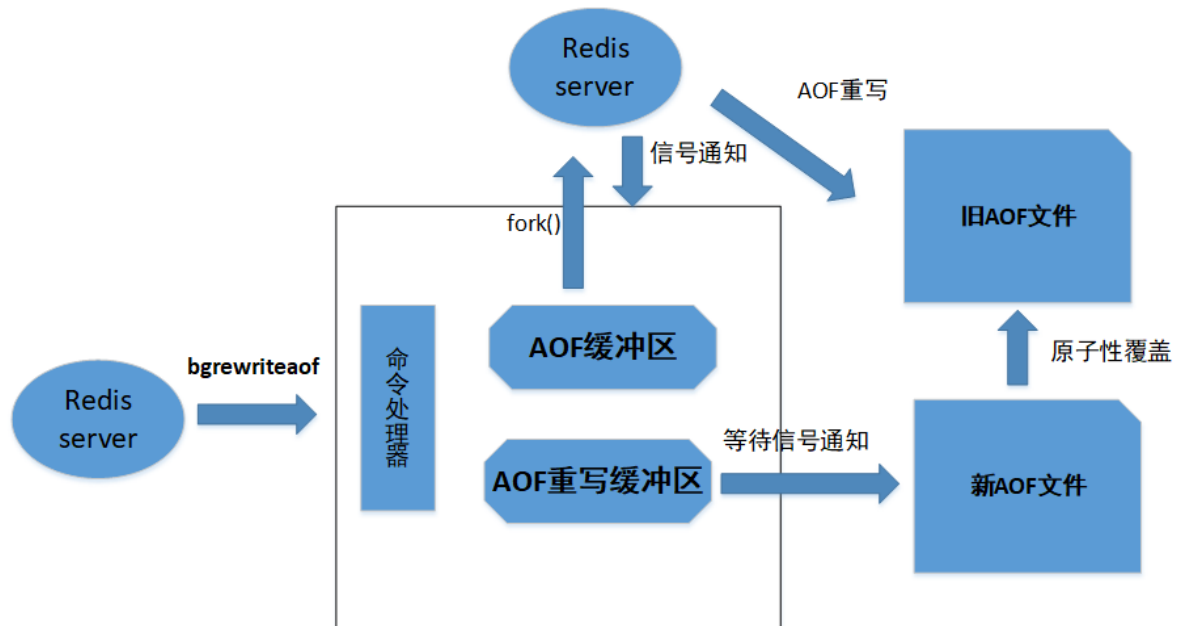 Redis
server
AOF重写
信号通知
fork()
旧AOF文件
bgrewriteaof
命令处理器
AOF缓冲区
原子性覆盖
Redis
server
等待信号通知
AOF重写缓冲区
新AOF文件